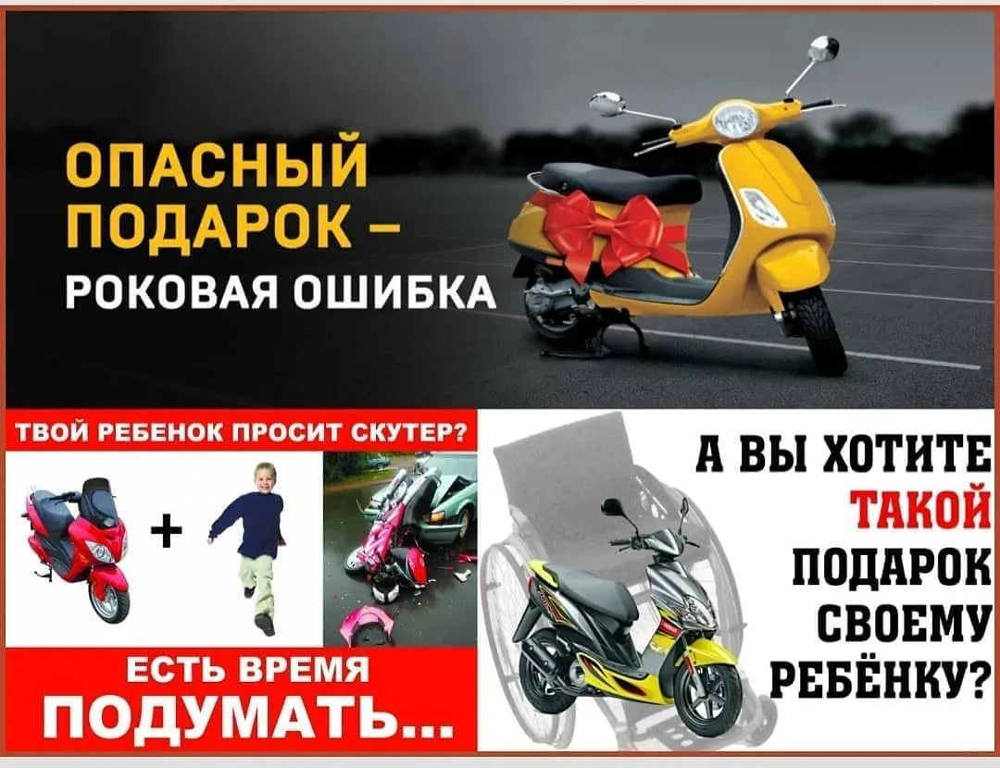 ОПАСНЫЙ
ПОДАРОК –
РОКОВАЯ ОШИБКА
ТВОЙ РЕБЕНОК ПРОСИТ СКУТЕР?
+
ЕСТЬ ВРЕМЯ
ПОДУМАТЬ...
А ВЫ ХОТИТЕ
ТАКОЙ
ПОДАРОК
СВОЕМУ
РЕБЁНКУ?